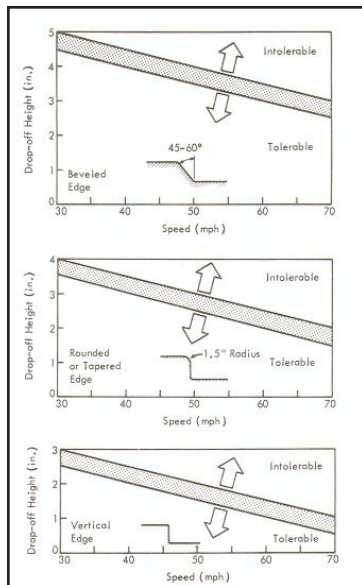 5
4
3
2
1
0
Drop-off Height (in.)
Intolerable
Tolerable
45-60°
Beveled
Edge
30
40
50
60
70
Speed (mph)
4
3
2
1
0
Drop-off Height (in.)
Intolerable
1.5" Radius
Rounded
or Tapered
Edge
Tolerable
30
40
50
60
70
Speed (mph)
3
2
1
0
Drop-off Height (in.)
Intolerable
Vertical
Edge
Tolerable
30
40
50
60
70
Speed (mph)